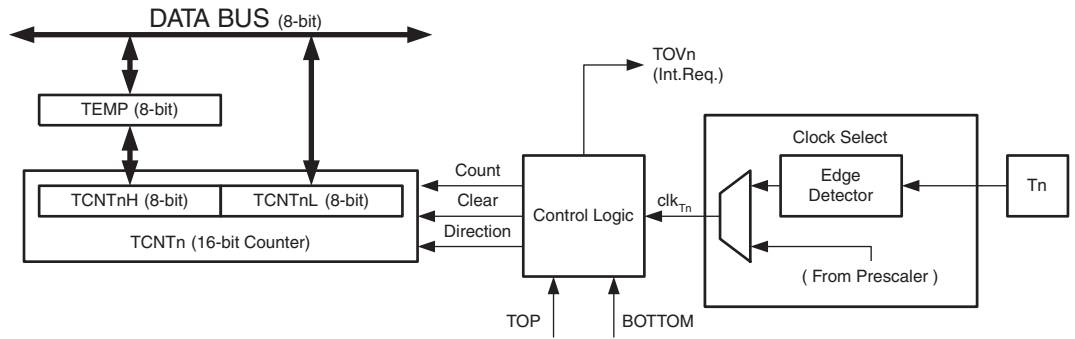 DATA BUS (8-bit)
TOVn
(Int.Req.)
TEMP (8-bit)
Clock Select
Count
Edge
Detector
Tn
TCNTnH (8-bit)
TCNTnL (8-bit)
Clear
Control Logic
clkTn
TCNTn (16-bit Counter)
Direction
( From Prescaler )
TOP
BOTTOM